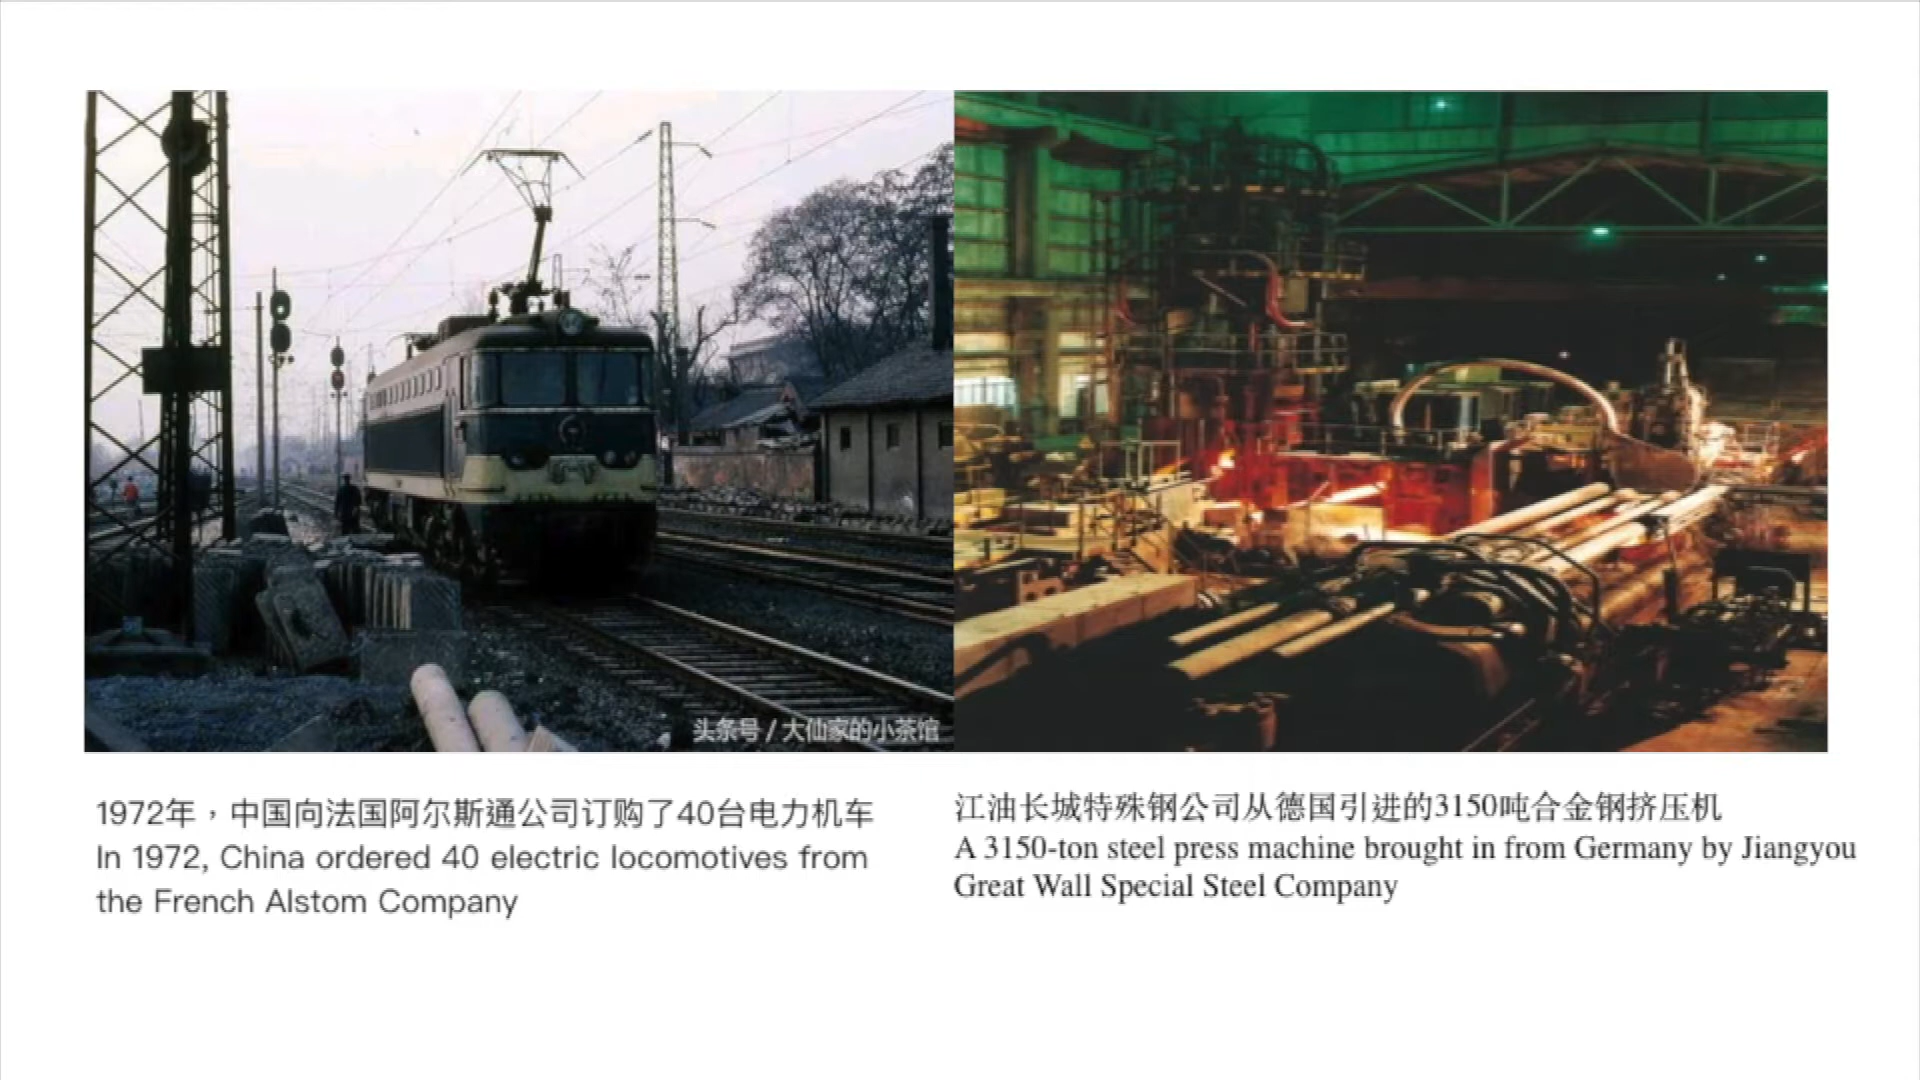 头条号 / 大仙家的小茶馆
1972年，中国向法国阿尔斯通公司订购了40台电力机车
In 1972, China ordered 40 electric locomotives from
the French Alstom Company
江油长城特殊钢公司从德国引进的3150吨合金钢挤压机
A 3150-ton steel press machine brought in from Germany by Jiangyou
Great Wall Special Steel Company